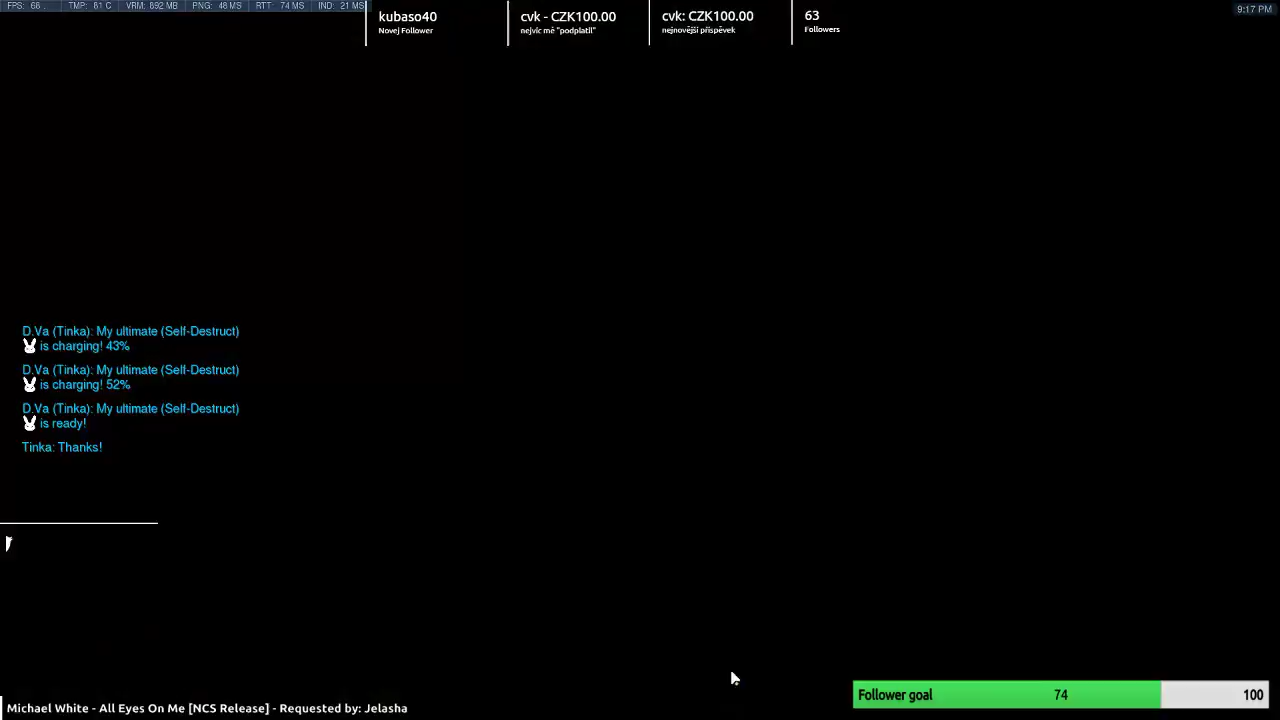 FPS: 68 TMP: 81 C VRM: 892 MB PNG: 48 MS RTT: 74 MS IND: 21 MS
9:17 PM
kubaso40
Novej Follower
cvk - CZK100.00
nejvíc mě "podplatil"
cvk: CZK100.00
nejnovější příspěvek
63
Followers
D.Va (Tinka): My ultimate (Self-Destruct)
is charging! 43%
D.Va (Tinka): My ultimate (Self-Destruct)
is charging! 52%
D.Va (Tinka): My ultimate (Self-Destruct)
is ready!
Tinka: Thanks!
Follower goal 74 100
Michael White - All Eyes On Me [NCS Release] - Requested by: Jelasha